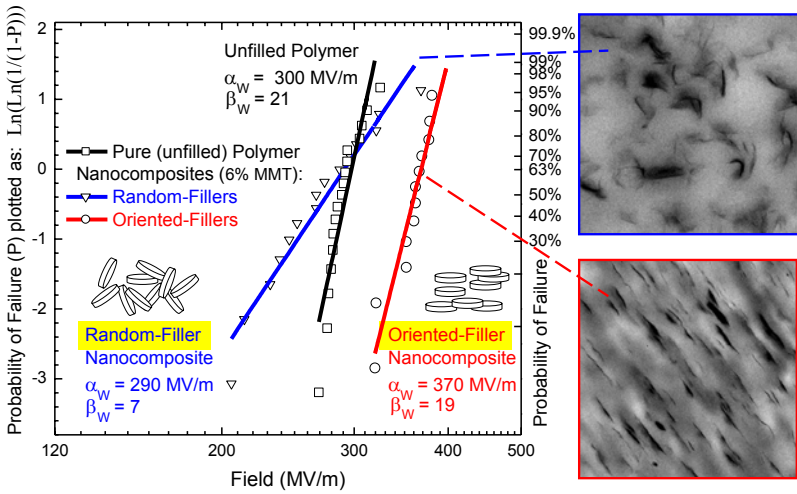 Probability of Failure (P) plotted as: Ln(Ln(1/(1-P)))
2
1
0
-1
-2
-3
Unfilled Polymer
αW = 300 MV/m
βW = 21
Pure (unfilled) Polymer
Nanocomposites (6% MMT):
Random-Fillers
Oriented-Fillers
Random-Filler
Nanocomposite
αW = 290 MV/m
βW = 7
Oriented-Filler
Nanocomposite
αW = 370 MV/m
βW = 19
99.9%
99%
98%
95%
90%
80%
70%
63%
50%
40%
30%
Probability of Failure
120
200
300
400
500
Field (MV/m)